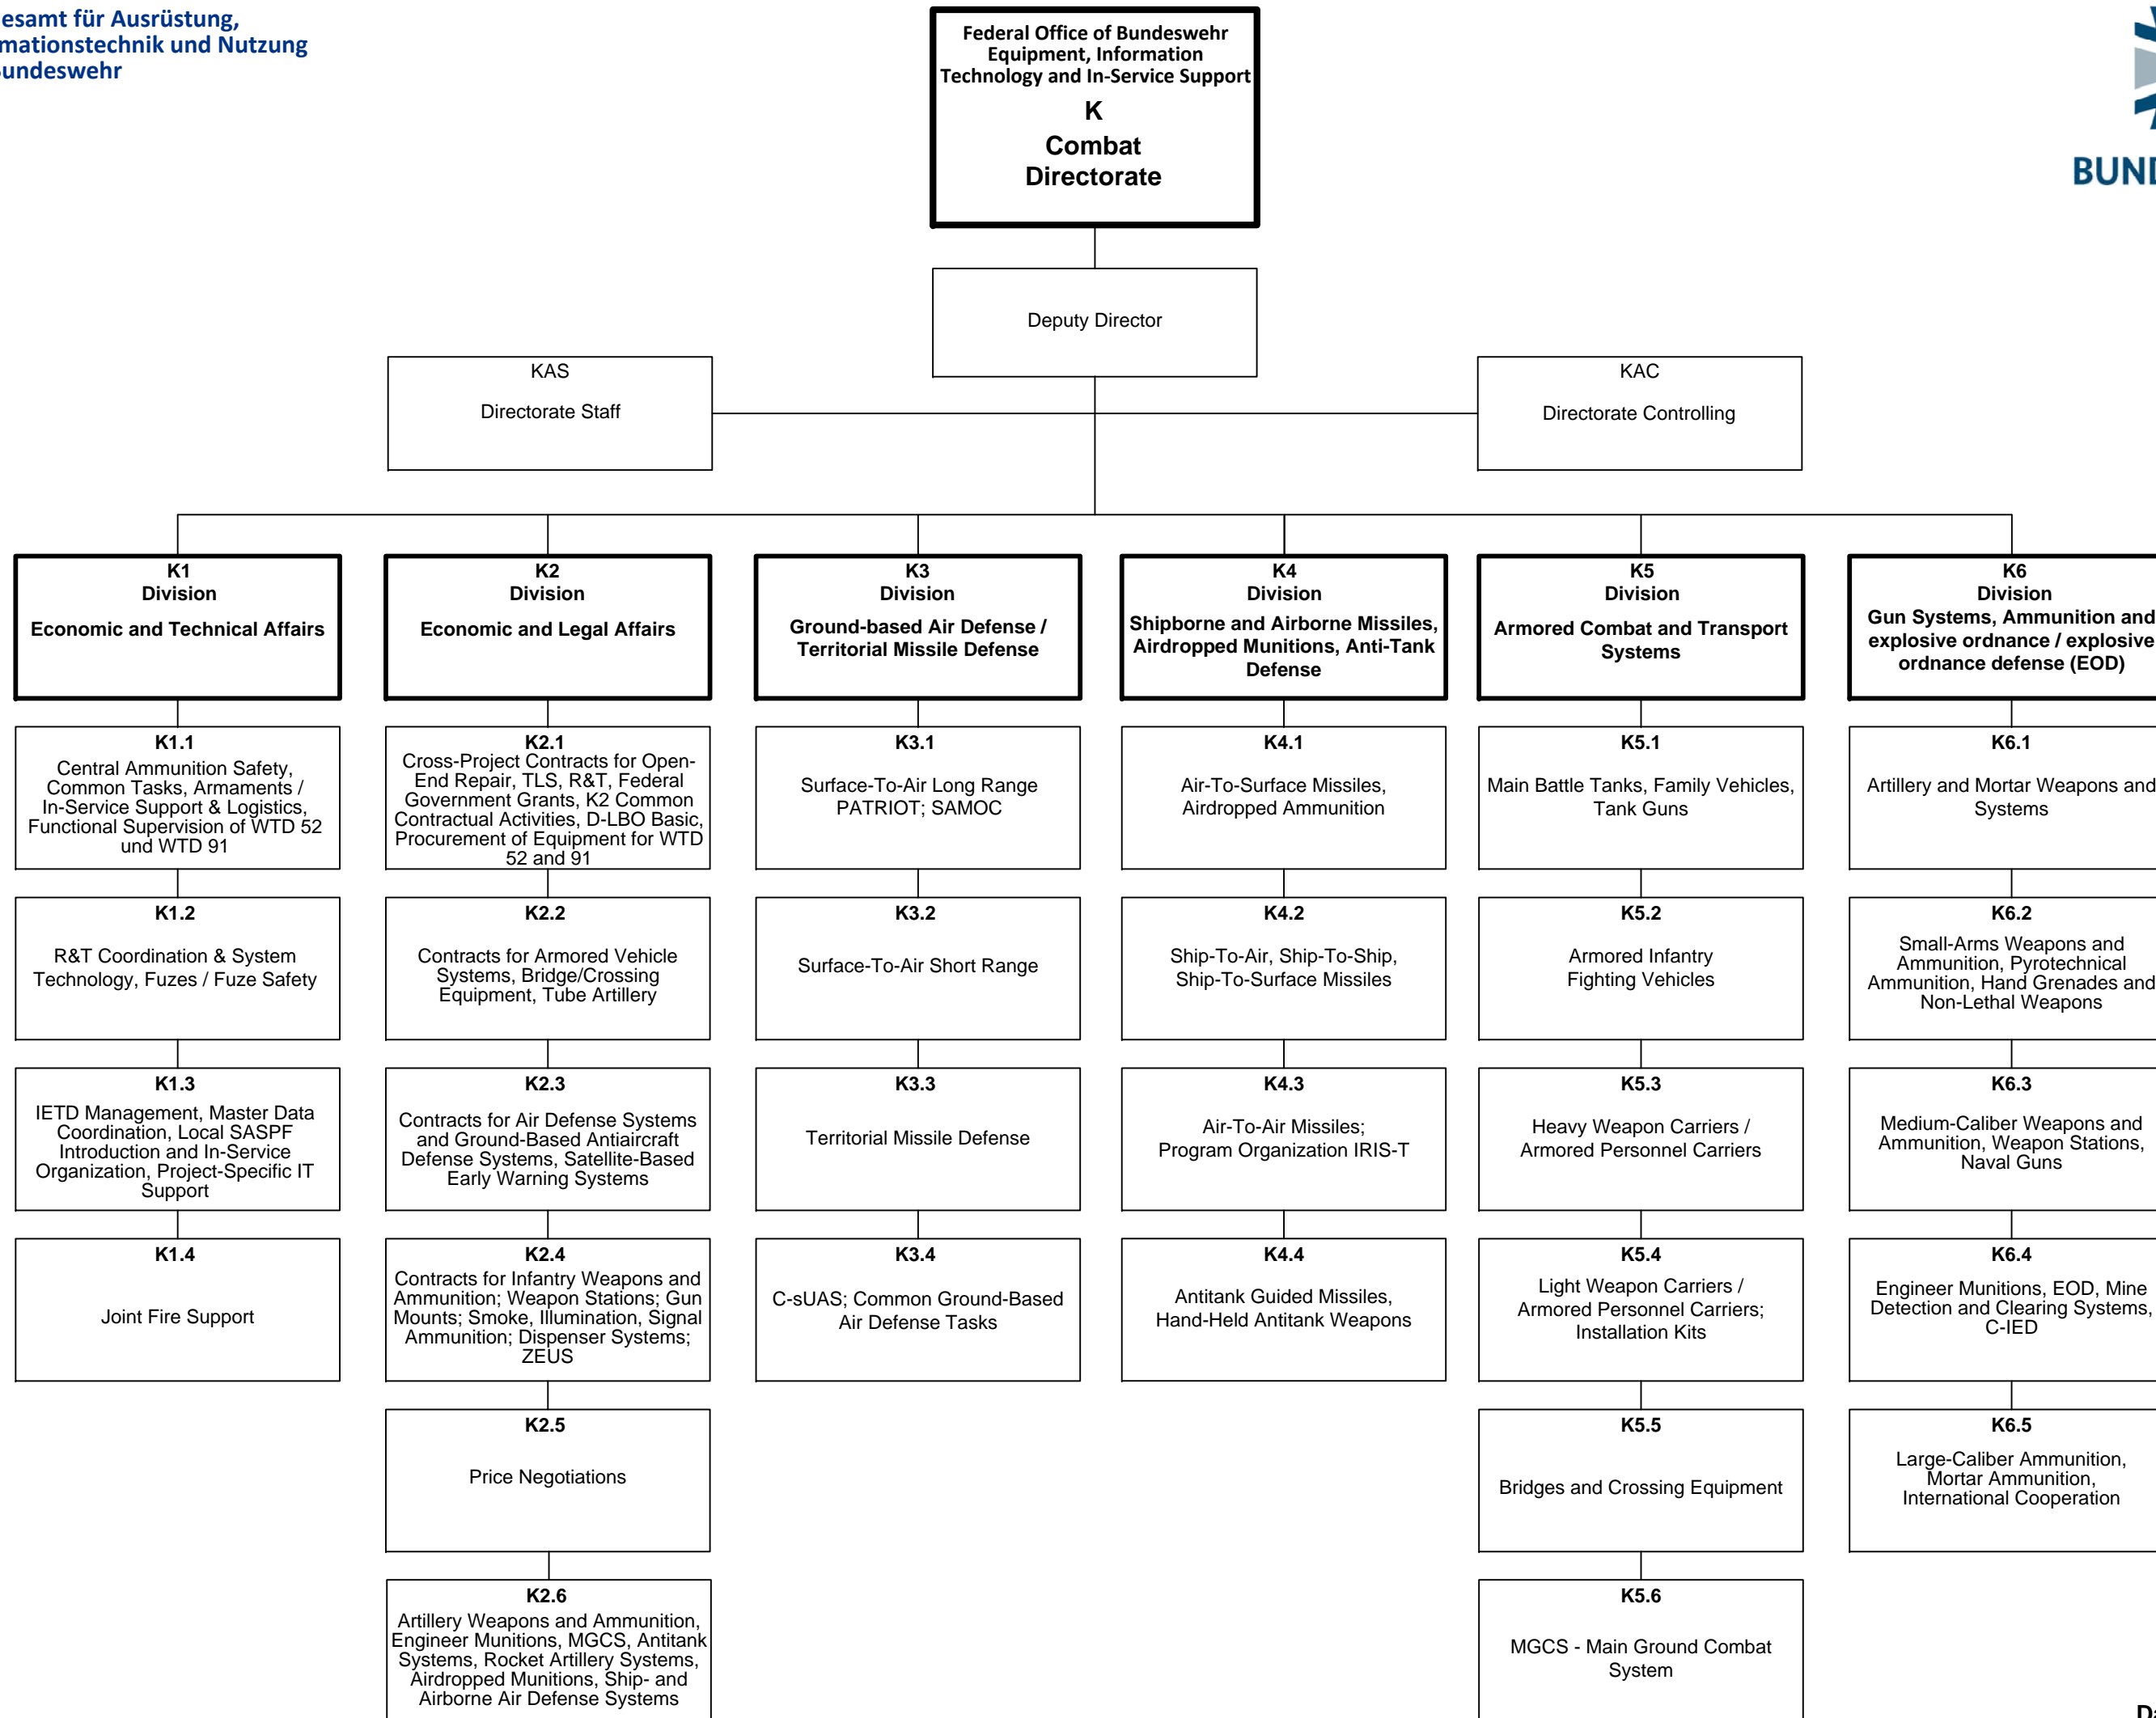 esamt für Ausrüstung,
mationstechnik und Nutzung
undeswehr
Federal Office of Bundeswehr
Equipment, Information
Technology and In-Service Support
K
Combat
Directorate
BUND
Deputy Director
KAS
Directorate Staff
KAC
Directorate Controlling
K1
Division
Economic and Technical Affairs
K2
Division
Economic and Legal Affairs
K3
Division
Ground-based Air Defense /
Territorial Missile Defense
K4
Division
Shipborne and Airborne Missiles,
Airdropped Munitions, Anti-Tank
Defense
K5
Division
Armored Combat and Transport
Systems
K6
Division
Gun Systems, Ammunition and
explosive ordnance / explosive
ordnance defense (EOD)
K1.1
Central Ammunition Safety,
Common Tasks, Armaments /
In-Service Support & Logistics,
Functional Supervision of WTD 52
und WTD 91
K2.1
Cross-Project Contracts for Open-
End Repair, TLS, R&T, Federal
Government Grants, K2 Common
Contractual Activities, D-LBO Basic,
Procurement of Equipment for WTD
52 and 91
K3.1
Surface-To-Air Long Range
PATRIOT; SAMOC
K4.1
Air-To-Surface Missiles,
Airdropped Ammunition
K5.1
Main Battle Tanks, Family Vehicles,
Tank Guns
K6.1
Artillery and Mortar Weapons and
Systems
K1.2
R&T Coordination & System
Technology, Fuzes / Fuze Safety
K2.2
Contracts for Armored Vehicle
Systems, Bridge/Crossing
Equipment, Tube Artillery
K3.2
Surface-To-Air Short Range
K4.2
Ship-To-Air, Ship-To-Ship,
Ship-To-Surface Missiles
K5.2
Armored Infantry
Fighting Vehicles
K6.2
Small-Arms Weapons and
Ammunition, Pyrotechnical
Ammunition, Hand Grenades and
Non-Lethal Weapons
K1.3
IETD Management, Master Data
Coordination, Local SASPF
Introduction and In-Service
Organization, Project-Specific IT
Support
K2.3
Contracts for Air Defense Systems
and Ground-Based Antiaircraft
Defense Systems, Satellite-Based
Early Warning Systems
K3.3
Territorial Missile Defense
K4.3
Air-To-Air Missiles;
Program Organization IRIS-T
K5.3
Heavy Weapon Carriers /
Armored Personnel Carriers
K6.3
Medium-Caliber Weapons and
Ammunition, Weapon Stations,
Naval Guns
K1.4
Joint Fire Support
K2.4
Contracts for Infantry Weapons and
Ammunition; Weapon Stations; Gun
Mounts; Smoke, Illumination, Signal
Ammunition; Dispenser Systems;
ZEUS
K3.4
C-sUAS; Common Ground-Based
Air Defense Tasks
K4.4
Antitank Guided Missiles,
Hand-Held Antitank Weapons
K5.4
Light Weapon Carriers /
Armored Personnel Carriers;
Installation Kits
K6.4
Engineer Munitions, EOD, Mine
Detection and Clearing Systems,
C-IED
K2.5
Price Negotiations
K5.5
Bridges and Crossing Equipment
K6.5
Large-Caliber Ammunition,
Mortar Ammunition,
International Cooperation
K2.6
Artillery Weapons and Ammunition,
Engineer Munitions, MGCS, Antitank
Systems, Rocket Artillery Systems,
Airdropped Munitions, Ship- and
Airborne Air Defense Systems
K5.6
MGCS - Main Ground Combat
System